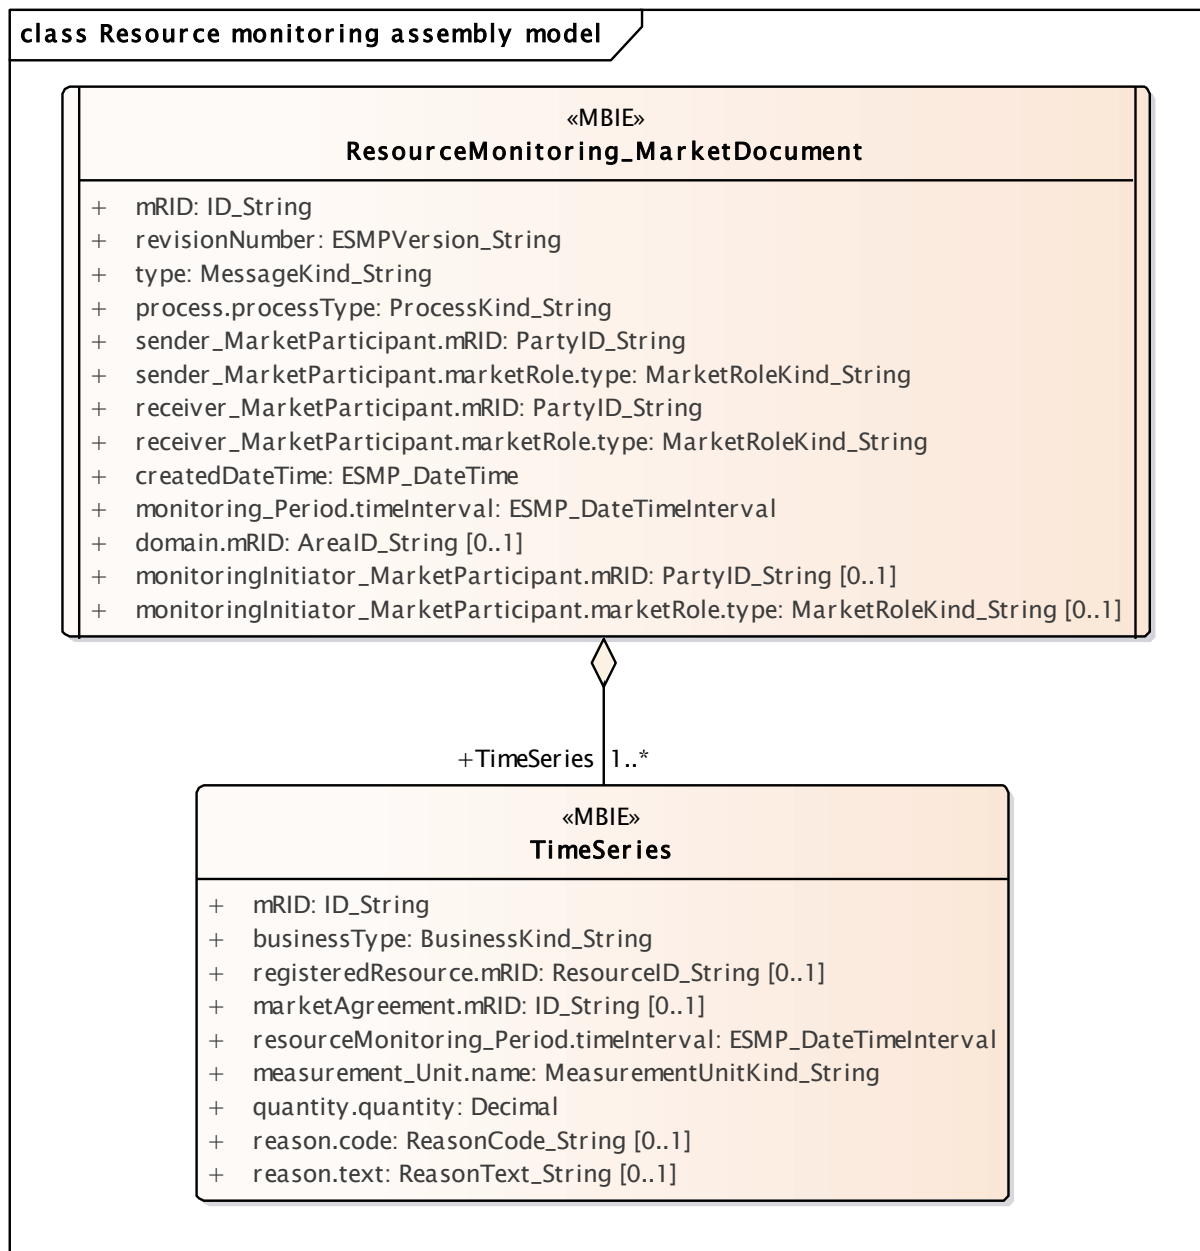 class Resource monitoring assembly model
«MBIE»
ResourceMonitoring_MarketDocument
+ mRID: ID_String
+ revisionNumber: ESMPVersion_String
+ type: MessageKind_String
+ process.processType: ProcessKind_String
+ sender_MarketParticipant.mRID: PartyID_String
+ sender_MarketParticipant.marketRole.type: MarketRoleKind_String
+ receiver_MarketParticipant.mRID: PartyID_String
+ receiver_MarketParticipant.marketRole.type: MarketRoleKind_String
+ createdDateTime: ESMP_DateTime
+ monitoring_Period.timeInterval: ESMP_DateTimeInterval
+ domain.mRID: AreaID_String [0..1]
+ monitoringInitiator_MarketParticipant.mRID: PartyID_String [0..1]
+ monitoringInitiator_MarketParticipant.marketRole.type: MarketRoleKind_String [0..1]
+TimeSeries 1..*
«MBIE»
TimeSeries
+ mRID: ID_String
+ businessType: BusinessKind_String
+ registeredResource.mRID: ResourceID_String [0..1]
+ marketAgreement.mRID: ID_String [0..1]
+ resourceMonitoring_Period.timeInterval: ESMP_DateTimeInterval
+ measurement_Unit.name: MeasurementUnitKind_String
+ quantity.quantity: Decimal
+ reason.code: ReasonCode_String [0..1]
+ reason.text: ReasonText_String [0..1]